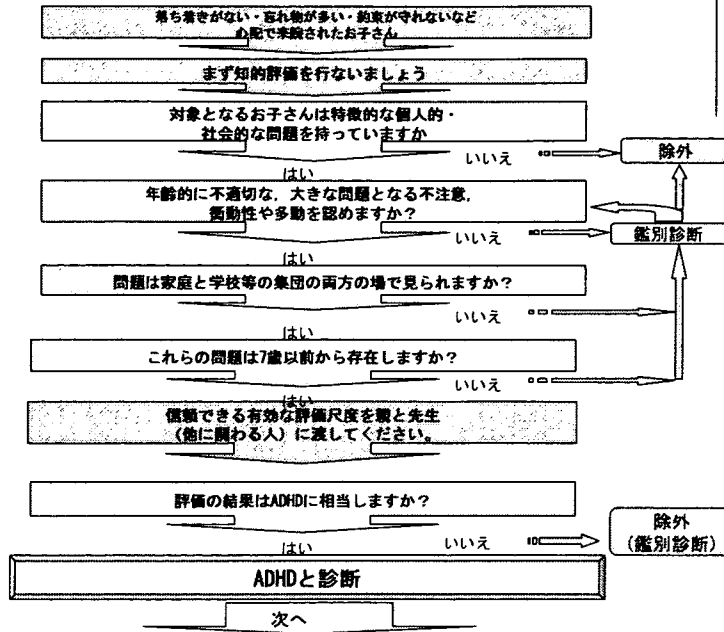 落ち着きがない・忘れ物が多い・約束が守れないなど
心配で来院されたお子さん
まず知的評価を行ないましょう
対象となるお子さんは特徴的な個人的・
社会的な問題を持っていますか
いいえ
除外
はい
年齢的に不適切な，大きな問題となる不注意，
衝動性や多動を認めますか？
いいえ
鑑別診断
はい
問題は家庭と学校等の集団の両方の場で見られますか？
いいえ
はい
これらの問題は7歳以前から存在しますか？
いいえ
はい
信頼できる有効な評価尺度を親と先生
（他に関わる人）に渡してください。
評価の結果はADHDに相当しますか？
いいえ
除外
（鑑別診断）
はい
ADHDと診断
次へ